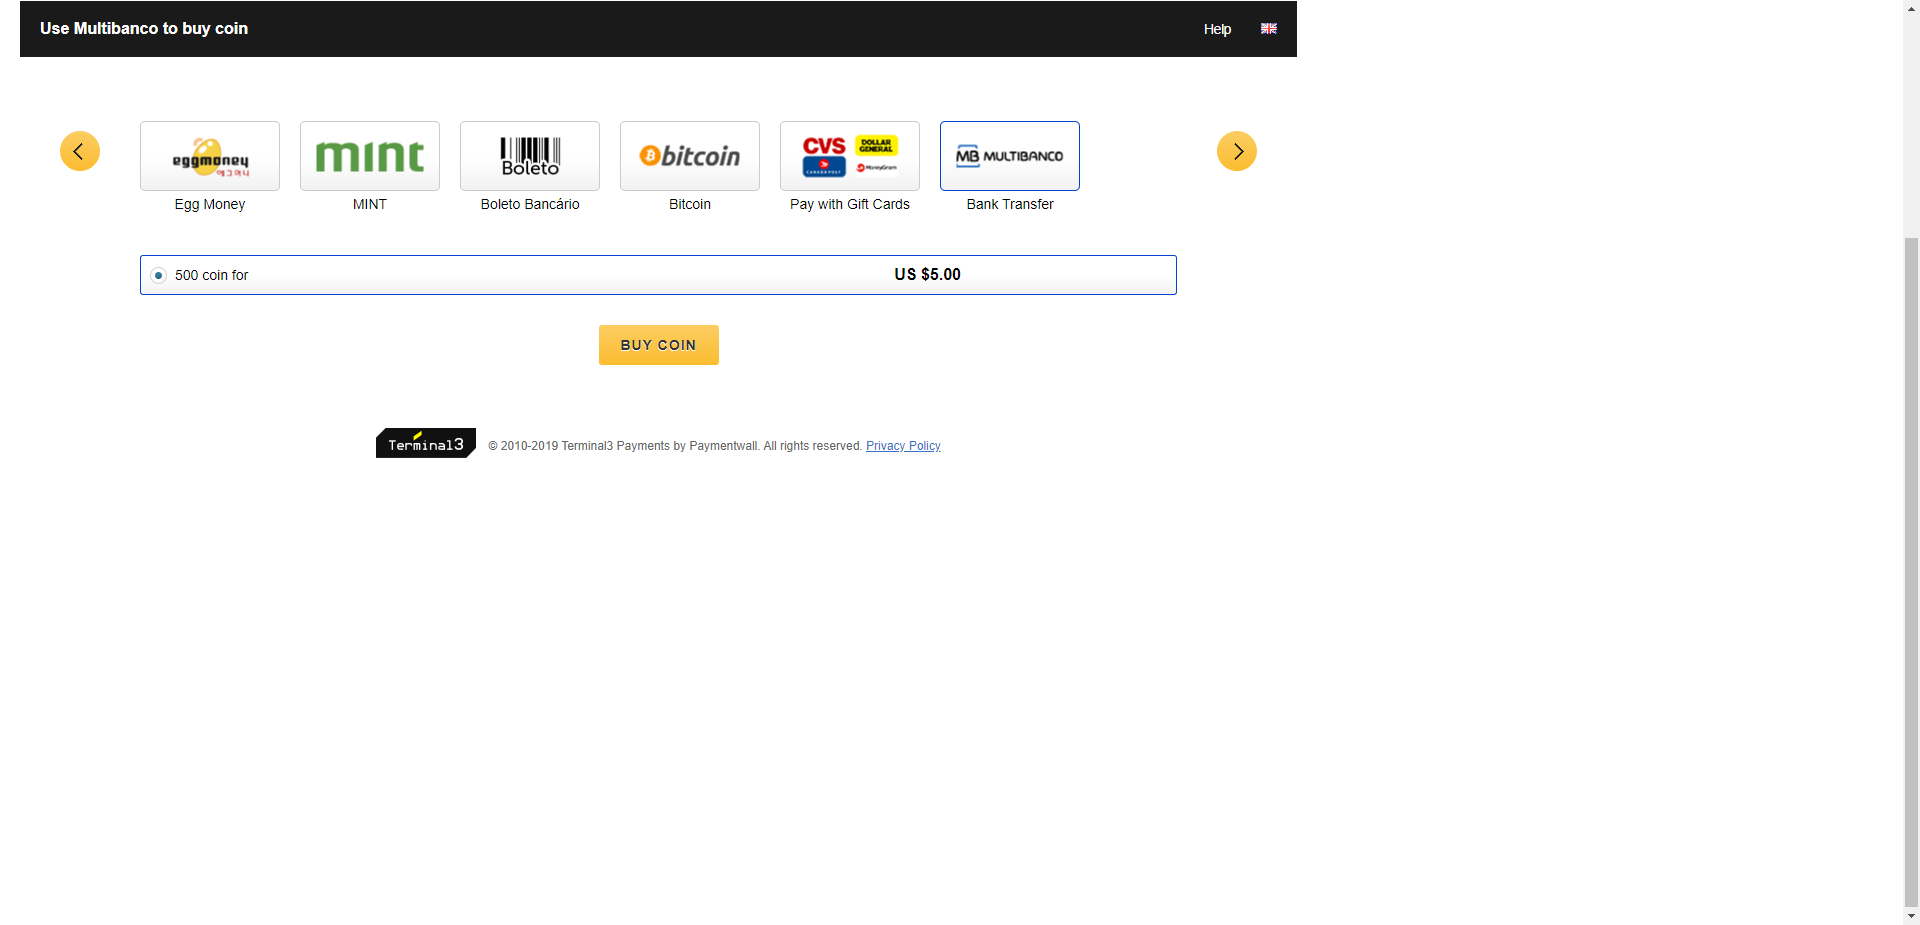 Use Multibanco to buy coin
Help
eggmoney
에그머니
mint
Boleto
bitcoin
CVS
DOLLAR GENERAL
CANADA POST
MoneyGram
MB MULTIBANCO
Egg Money
MINT
Boleto Bancário
Bitcoin
Pay with Gift Cards
Bank Transfer
500 coin for
US $5.00
BUY COIN
Terminal3
© 2010-2019 Terminal3 Payments by Paymentwall. All rights reserved. Privacy Policy